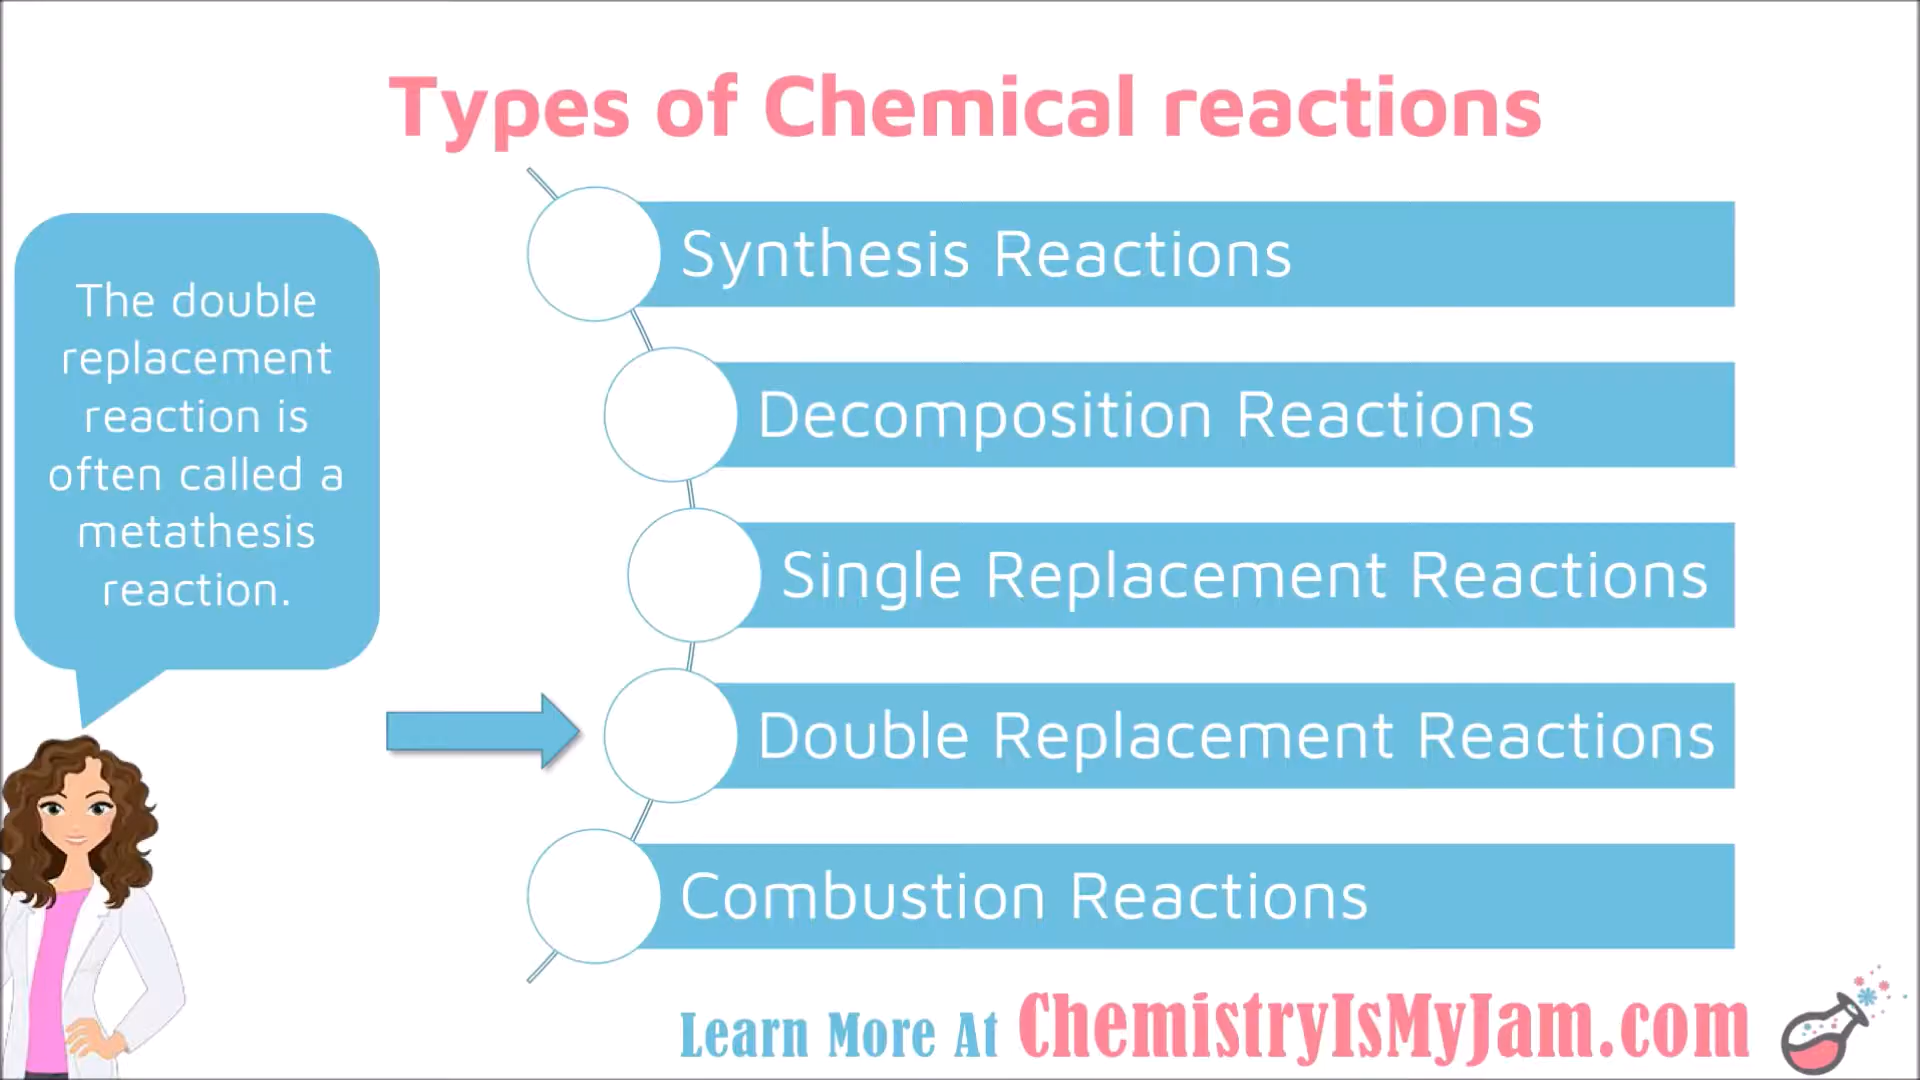 Types of Chemical reactions
The double
replacement
reaction is
often called a
metathesis
reaction.
Synthesis Reactions
Decomposition Reactions
Single Replacement Reactions
Double Replacement Reactions
Combustion Reactions
Learn More At ChemistryIsMyJam.com